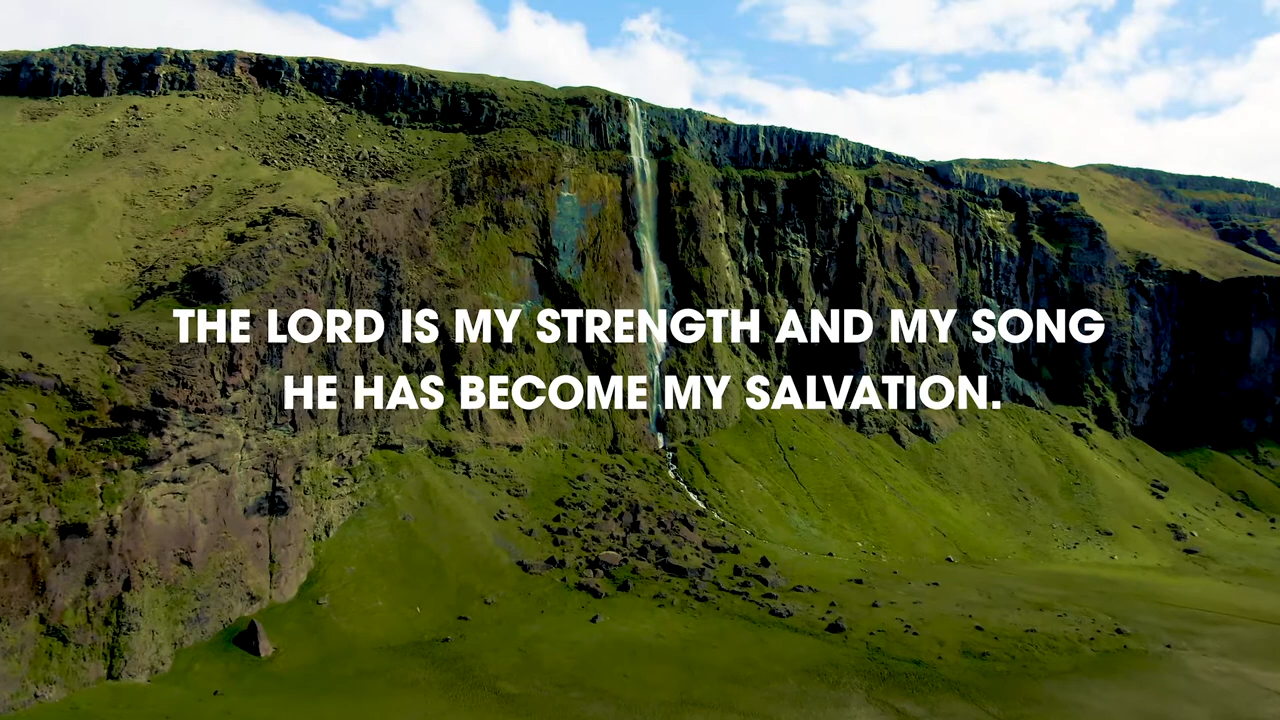 THE LORD IS MY STRENGTH AND MY SONG
HE HAS BECOME MY SALVATION.